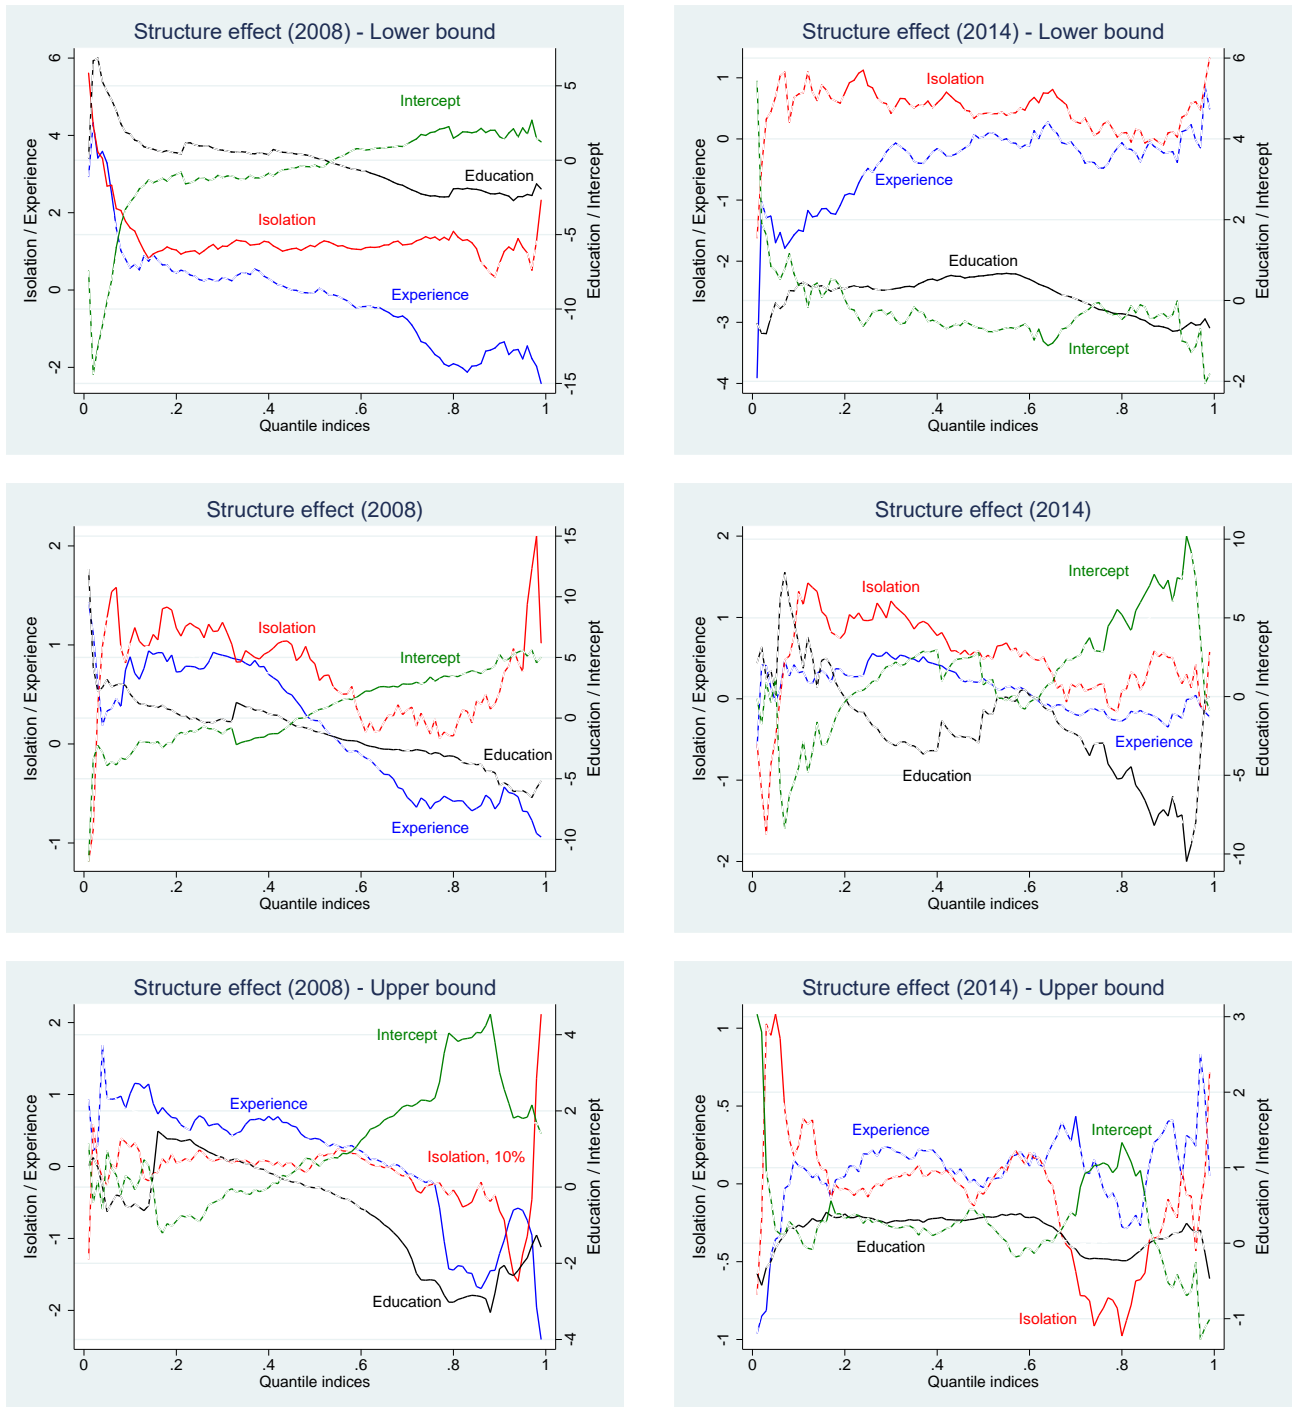 Structure effect (2008) - Lower bound
Isolation / Experience
6
4
2
0
-2
5
0
-5
-10
-15
Education / Intercept
Intercept
Education
Isolation
Experience
0 .2 .4 .6 .8 1
Quantile indices
Structure effect (2014) - Lower bound
Isolation / Experience
1
0
-1
-2
-3
-4
6
4
2
0
-2
Education / Intercept
Isolation
Experience
Education
Intercept
0 .2 .4 .6 .8 1
Quantile indices
Structure effect (2008)
Isolation / Experience
2
1
0
-1
15
10
5
0
-5
-10
Education / Intercept
Isolation
Intercept
Education
Experience
0 .2 .4 .6 .8 1
Quantile indices
Structure effect (2014)
Isolation / Experience
2
1
0
-1
-2
10
5
0
-5
-10
Education / Intercept
Intercept
Isolation
Experience
Education
0 .2 .4 .6 .8 1
Quantile indices
Structure effect (2008) - Upper bound
Isolation / Experience
2
1
0
-1
-2
4
2
0
-2
-4
Education / Intercept
Intercept
Experience
Isolation, 10%
Education
0 .2 .4 .6 .8 1
Quantile indices
Structure effect (2014) - Upper bound
Isolation / Experience
1
.5
0
-.5
-1
3
2
1
0
-1
Education / Intercept
Experience
Intercept
Education
Isolation
0 .2 .4 .6 .8 1
Quantile indices